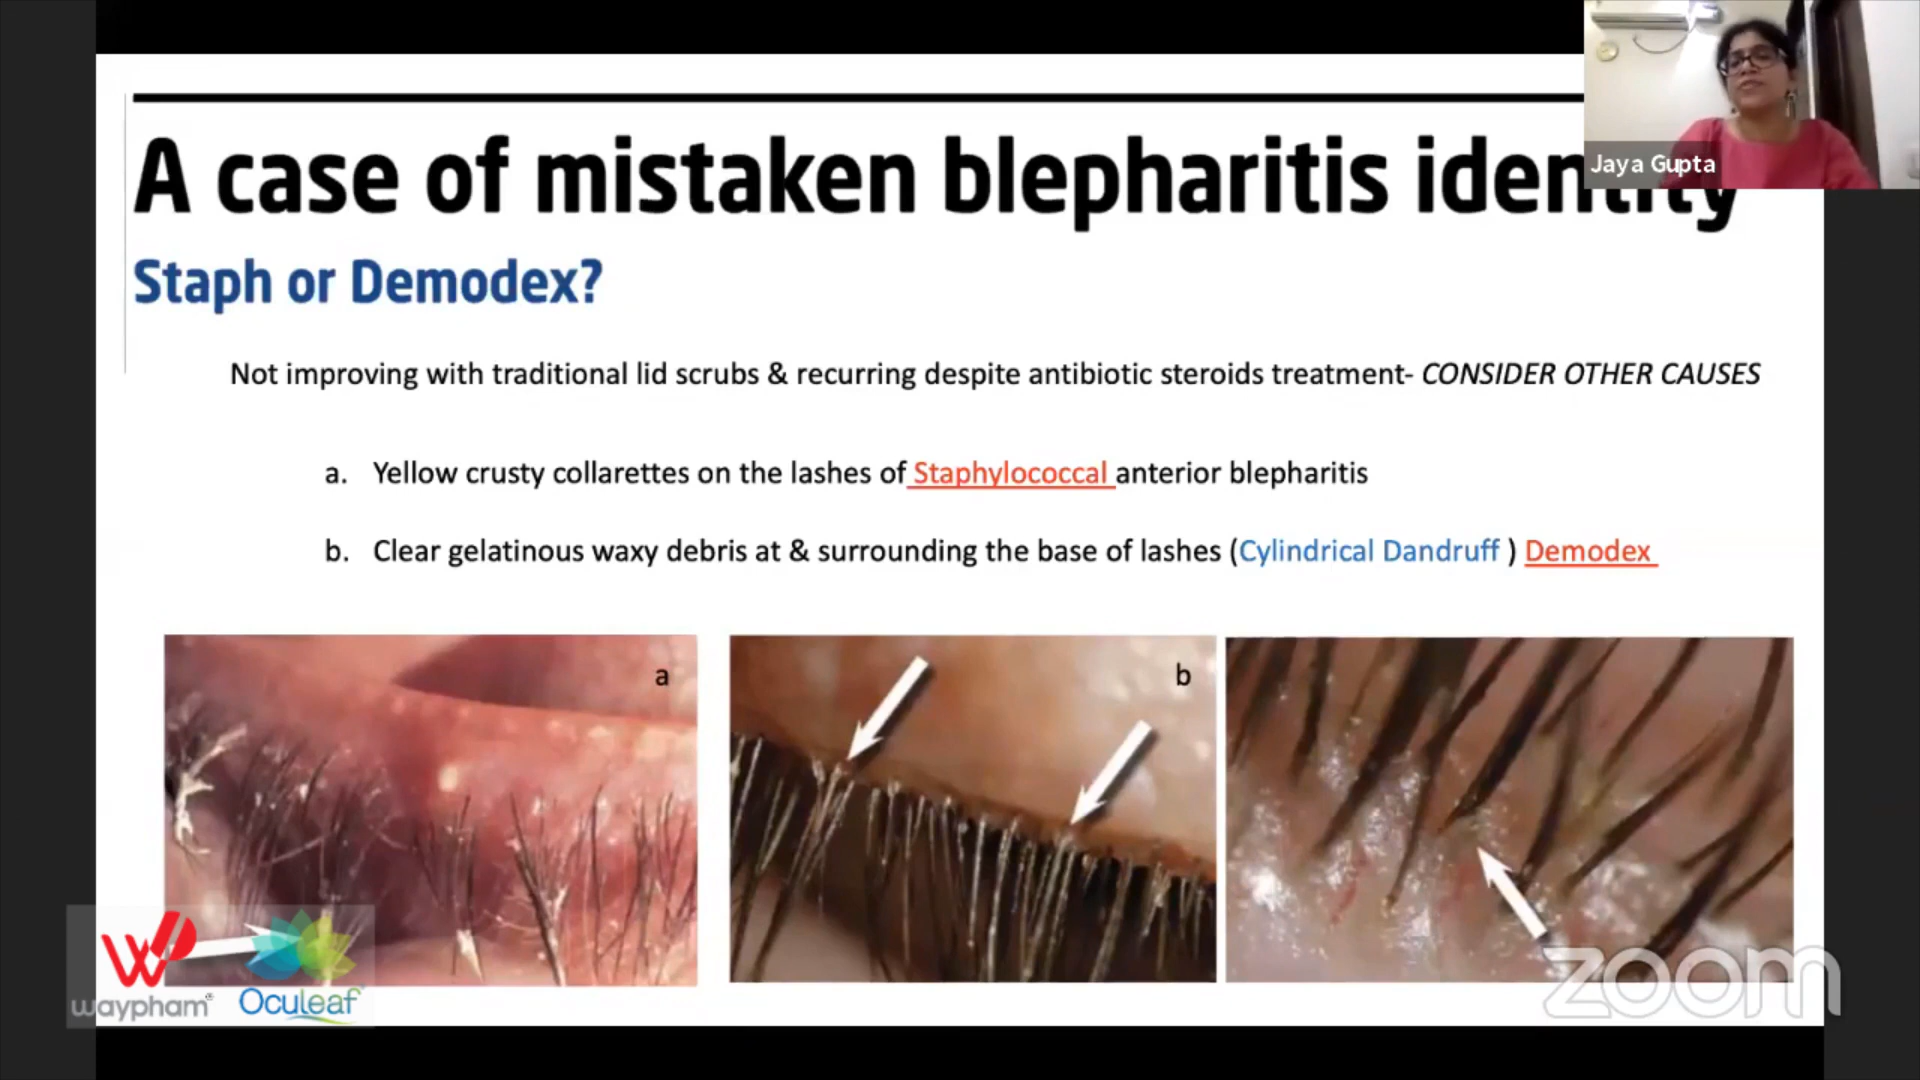 Jaya Gupta
A case of mistaken blepharitis identity
Staph or Demodex?
Not improving with traditional lid scrubs & recurring despite antibiotic steroids treatment- CONSIDER OTHER CAUSES
a. Yellow crusty collarettes on the lashes of Staphylococcal anterior blepharitis
b. Clear gelatinous waxy debris at & surrounding the base of lashes (Cylindrical Dandruff ) Demodex
a
b
waypham®
Oculeaf
zoom